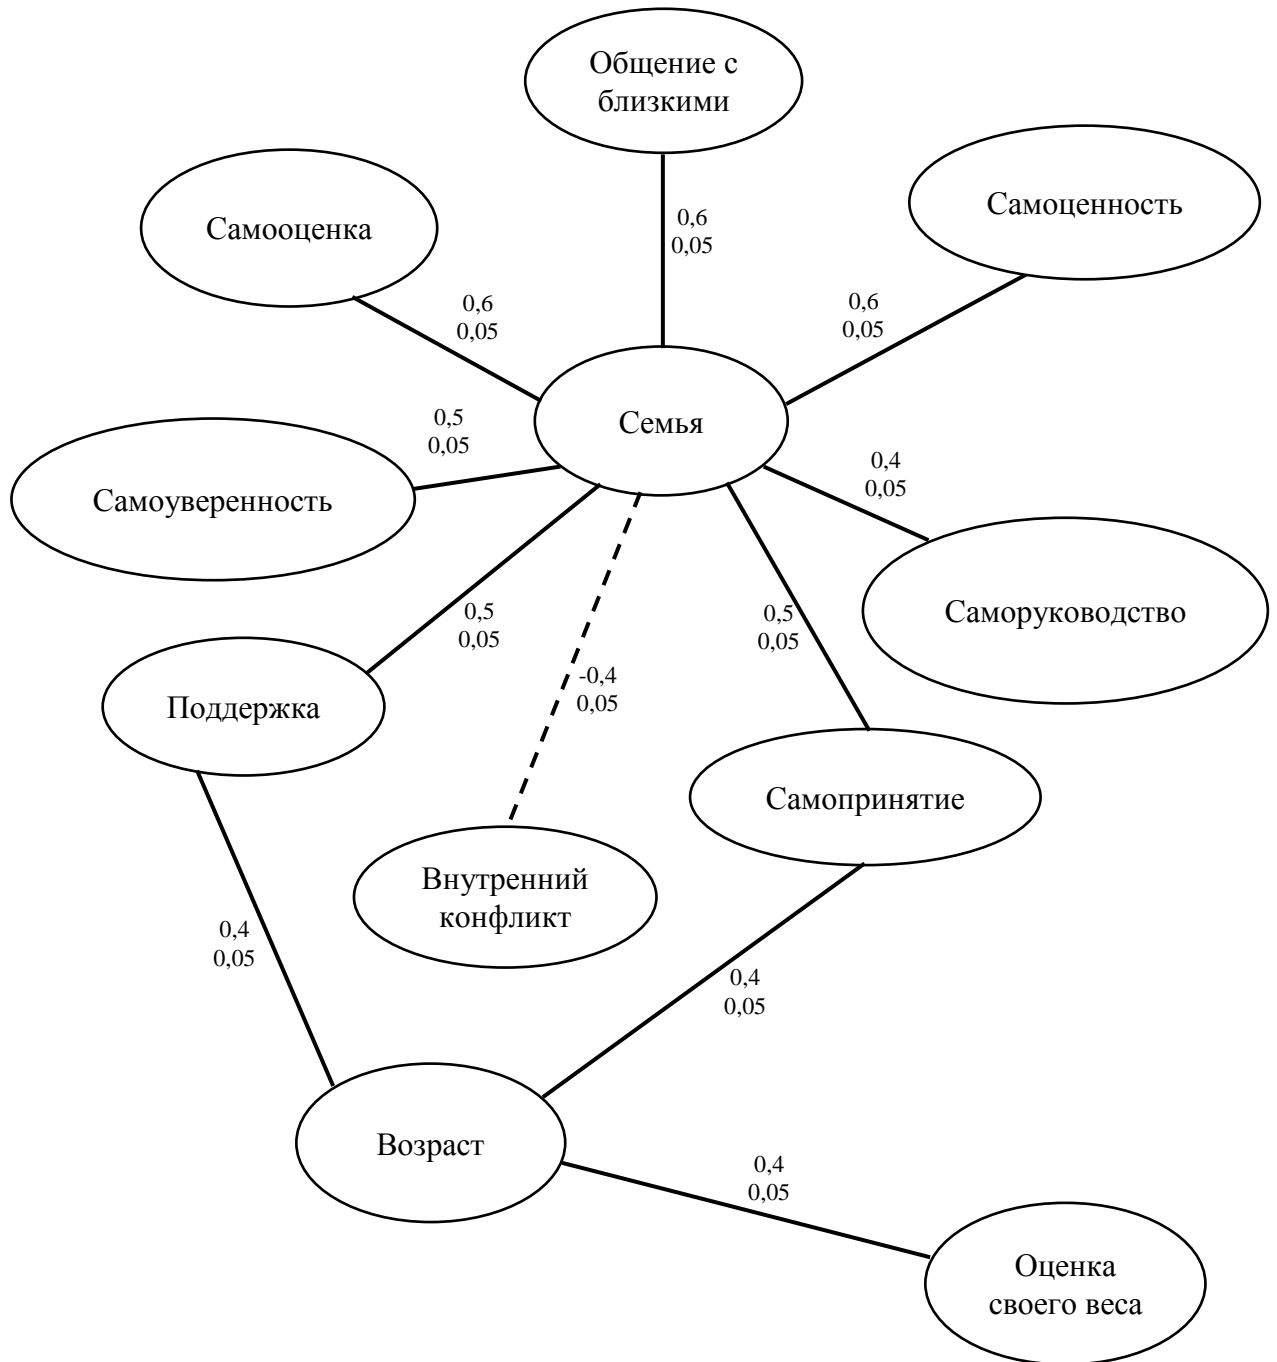 Общение с
близкими
Самоценность
Самооценка
0,6
0,05
0,6
0,05
0,6
0,05
Семья
0,5
0,05
0,4
0,05
Самоуверенность
Саморуководство
0,5
0,05
0,5
0,05
-0,4
0,05
Поддержка
Самопринятие
Внутренний
конфликт
0,4
0,05
0,4
0,05
Возраст
0,4
0,05
Оценка
своего веса